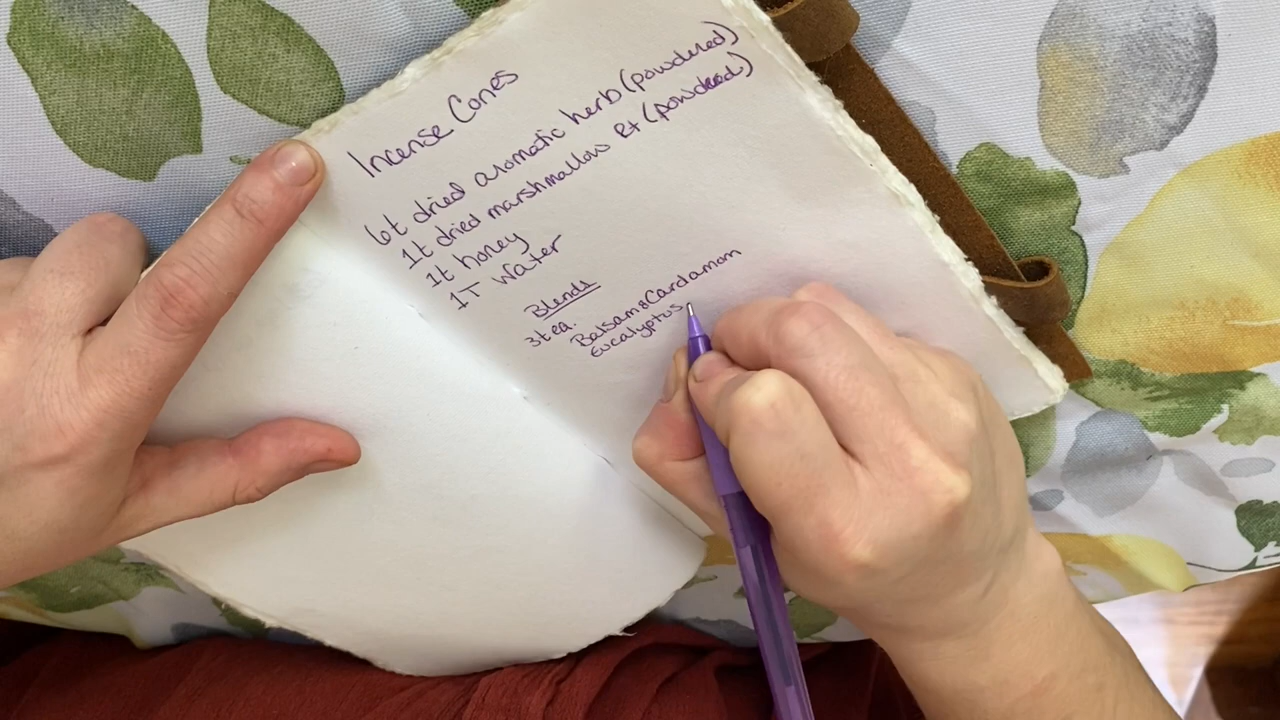 Incense Cones
6t dried aromatic herb (powdered)
1t dried marshmallow Rt (powdered)
1t honey
1T Water
Blends
3t ea. Balsam & Cardamom
Eucalyptus